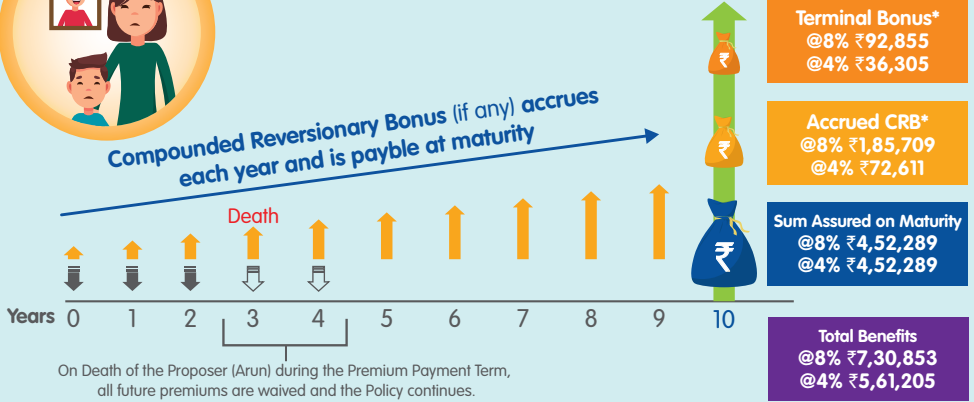 Compounded Reversionary Bonus (if any) accrues
each year and is payble at maturity
Death
Years 0 1 2 3 4 5 6 7 8 9 10
On Death of the Proposer (Arun) during the Premium Payment Term,
all future premiums are waived and the Policy continues.
₹
₹
₹
Terminal Bonus*
@8% ₹92,855
@4% ₹36,305
Accrued CRB*
@8% ₹1,85,709
@4% ₹72,611
Sum Assured on Maturity
@8% ₹4,52,289
@4% ₹4,52,289
Total Benefits
@8% ₹7,30,853
@4% ₹5,61,205